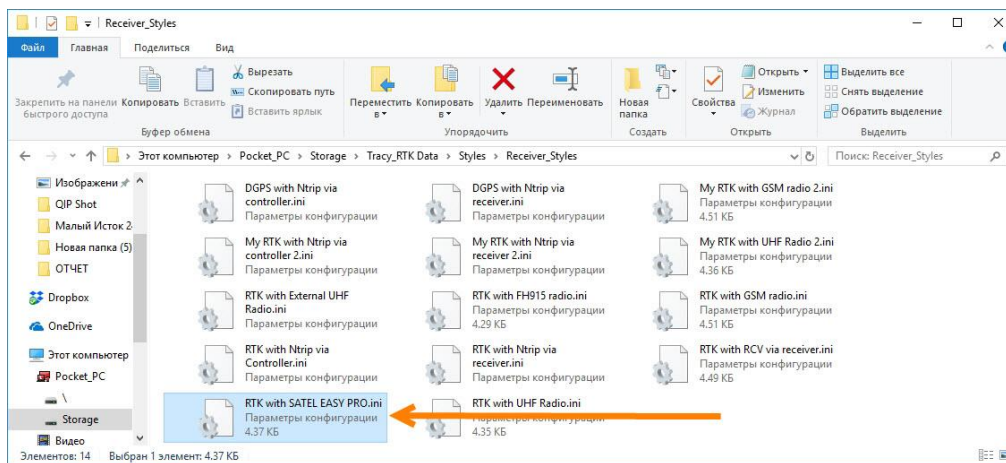 Receiver_Styles
Файл Главная Поделиться Вид
Закрепить на панели быстрого доступа
Копировать
Вставить
Вырезать
Скопировать путь
Вставить ярлык
Буфер обмена
Переместить в
Копировать в
Удалить
Переименовать
Упорядочить
Новая папка
Создать
Свойства
Открыть
Изменить
Журнал
Открыть
Выделить все
Снять выделение
Обратить выделение
Выделить
Этот компьютер > Pocket_PC > Storage > Tracy_RTK Data > Styles > Receiver_Styles
Поиск: Receiver_Styles
Изображени
QIP Shot
Малый Исток 2
Новая папка (5)
ОТЧЕТ
Dropbox
OneDrive
Этот компьютер
Pocket_PC
\
Storage
Видео
DGPS with Ntrip via
controller.ini
Параметры конфигурации
DGPS with Ntrip via
receiver.ini
Параметры конфигурации
My RTK with GSM radio 2.ini
Параметры конфигурации
4.51 КБ
My RTK with Ntrip via
controller 2.ini
Параметры конфигурации
My RTK with Ntrip via
receiver 2.ini
Параметры конфигурации
My RTK with UHF Radio 2.ini
Параметры конфигурации
4.36 КБ
RTK with External UHF
Radio.ini
Параметры конфигурации
RTK with FH915 radio.ini
Параметры конфигурации
4.29 КБ
RTK with GSM radio.ini
Параметры конфигурации
4.51 КБ
RTK with Ntrip via
Controller.ini
Параметры конфигурации
RTK with Ntrip via
receiver.ini
Параметры конфигурации
RTK with RCV via receiver.ini
Параметры конфигурации
4.49 КБ
RTK with SATEL EASY PRO.ini
Параметры конфигурации
4.37 КБ
RTK with UHF Radio.ini
Параметры конфигурации
4.35 КБ
Элементов: 14 Выбран 1 элемент: 4.37 КБ